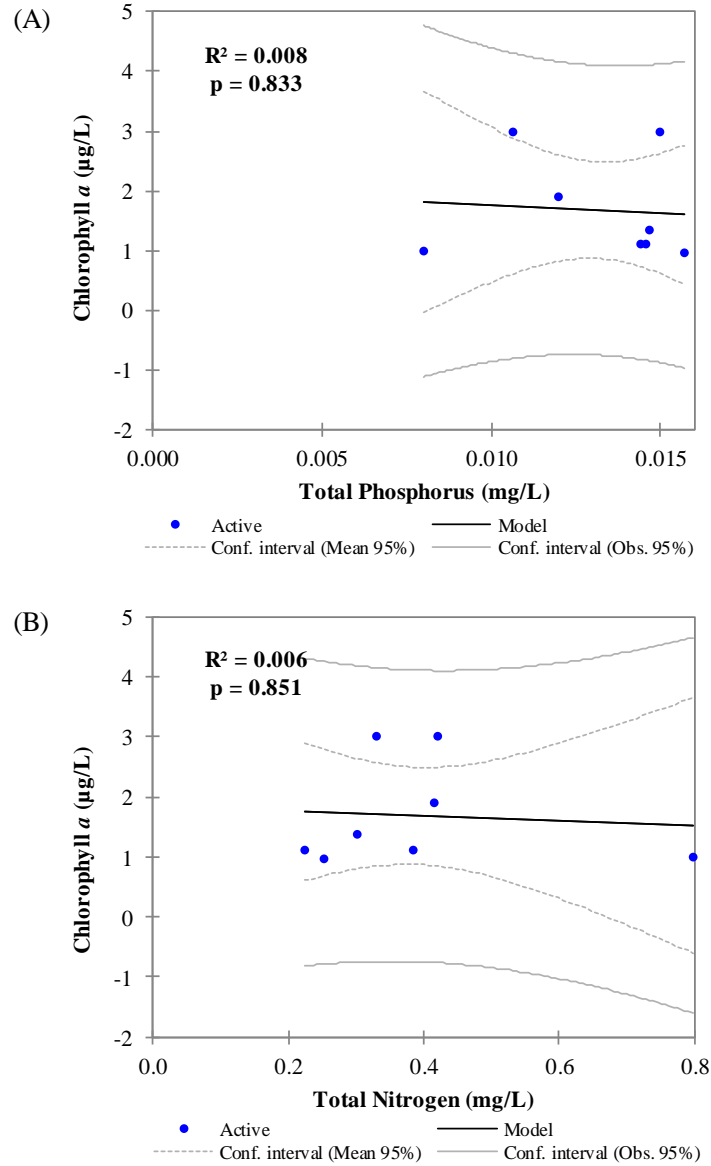 (A)
5
4
3
2
1
0
-1
-2
R² = 0.008
p = 0.833
Chlorophyll a (µg/L)
0.000 0.005 0.010 0.015
Total Phosphorus (mg/L)
Active Model
Conf. interval (Mean 95%) Conf. interval (Obs. 95%)
(B)
5
4
3
2
1
0
-1
-2
R² = 0.006
p = 0.851
Chlorophyll a (µg/L)
0.0 0.2 0.4 0.6 0.8
Total Nitrogen (mg/L)
Active Model
Conf. interval (Mean 95%) Conf. interval (Obs. 95%)